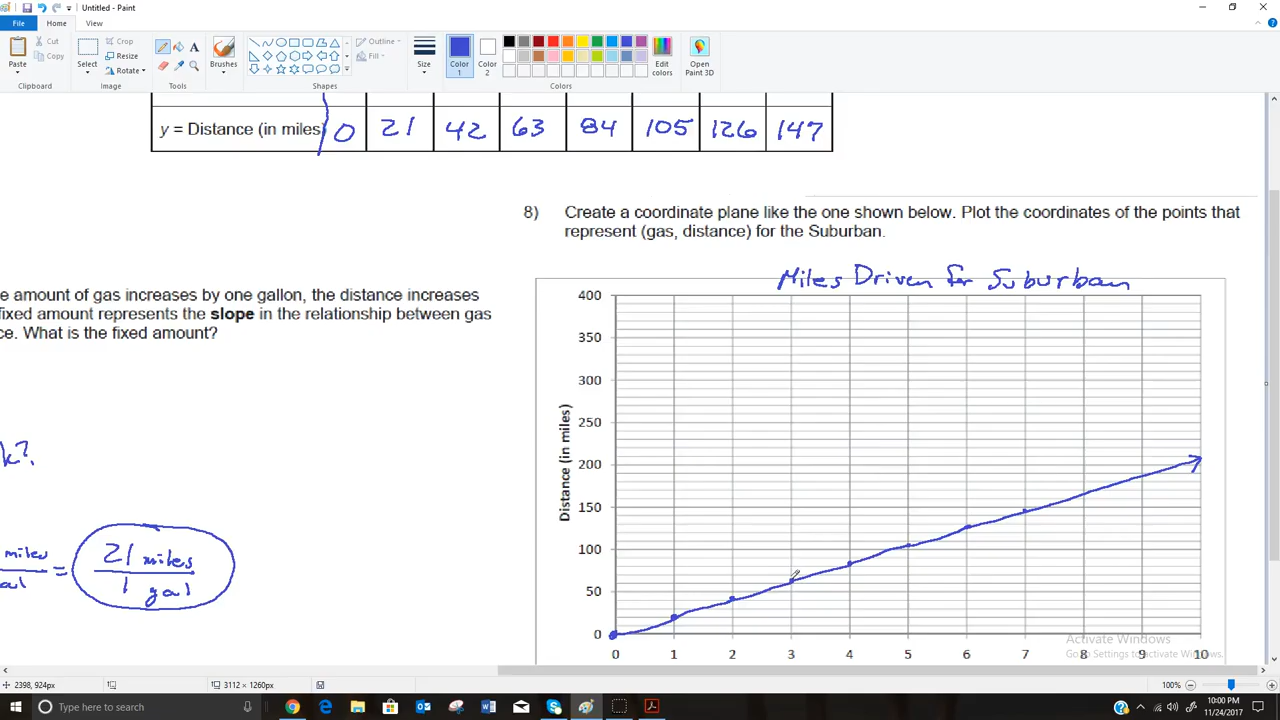 Untitled - Paint
File Home View
Paste
Cut
Copy
Clipboard
Select
Crop
Resize
Rotate
Image
Tools
Brushes
Shapes
Outline
Fill
Size
Color 1
Color 2
Colors
Edit colors
Open Paint 3D
y = Distance (in miles) 0 21 42 63 84 105 126 147
8) Create a coordinate plane like the one shown below. Plot the coordinates of the points that
represent (gas, distance) for the Suburban.
e amount of gas increases by one gallon, the distance increases
fixed amount represents the slope in the relationship between gas
ce. What is the fixed amount?
k?
miles
al
=
21 miles
1 gal
Miles Driven for Suburban
400
350
300
250
200
150
100
50
0
Distance (in miles)
0 1 2 3 4 5 6 7 8 9 10
Activate Windows
Go to Settings to activate Windows.
2398, 924px
3112 × 1260px
100%
Type here to search
10:00 PM
11/24/2017